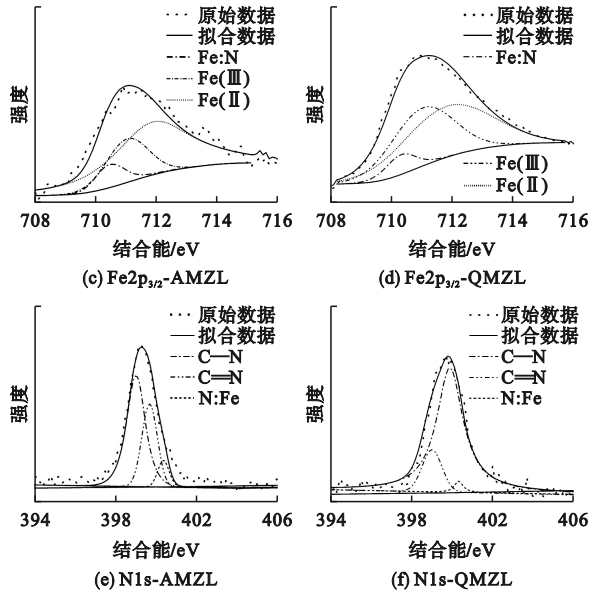 原始数据
拟合数据
Fe:N
Fe(Ⅲ)
Fe(Ⅱ)
强度
708 710 712 714 716
结合能/eV
(c) Fe2p3/2-AMZL
原始数据
拟合数据
Fe:N
Fe(Ⅲ)
Fe(Ⅱ)
强度
708 710 712 714 716
结合能/eV
(d) Fe2p3/2-QMZL
原始数据
拟合数据
C—N
C═N
N:Fe
强度
394 398 402 406
结合能/eV
(e) N1s-AMZL
原始数据
拟合数据
C—N
C═N
N:Fe
强度
394 398 402 406
结合能/eV
(f) N1s-QMZL